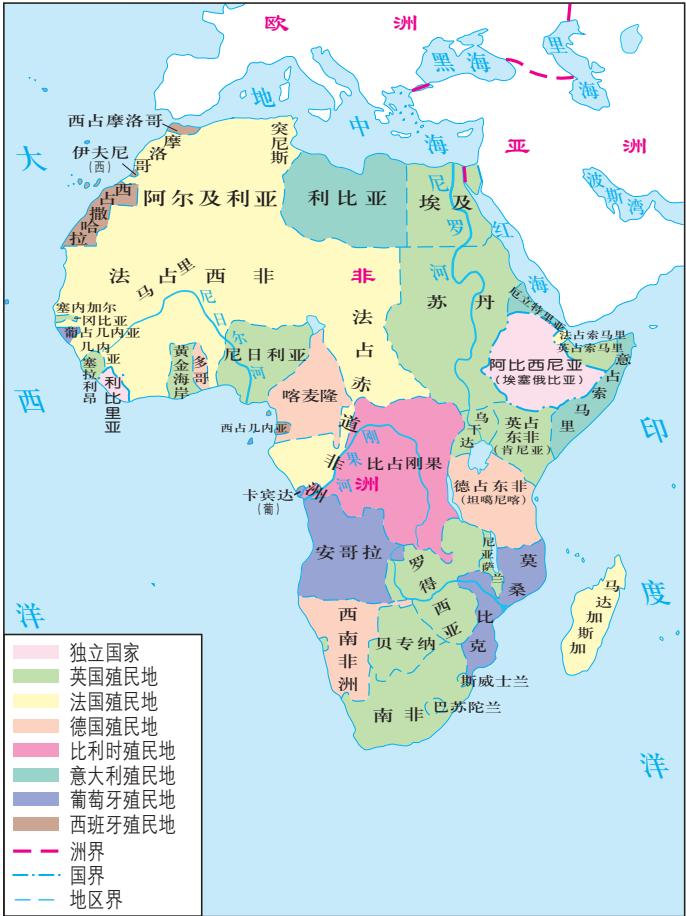 欧 洲
黑海
里海
地中海
亚 洲
大西洋
波斯湾
西占摩洛哥
摩洛哥
突尼斯
伊夫尼
(西)
西占撒哈拉
阿尔及利亚
利比亚
埃及
尼罗河
红海
法占西非
马里
尼日尔河
非洲
法占赤道非洲
苏丹
厄立特里亚
塞内加尔
冈比亚
葡占几内亚
几内亚
塞拉利昂
利比里亚
黄金海岸
多哥
尼日利亚
喀麦隆
法占索马里
英占索马里
意占索马里
阿比西尼亚
(埃塞俄比亚)
西占几内亚
刚果河
比占刚果
乌干达
英占
东非
(肯尼亚)
印度洋
卡宾达
(葡)
德占东非
(坦噶尼喀)
安哥拉
罗得西亚
尼亚萨兰
莫桑比克
马达加斯加
西南非洲
贝专纳
斯威士兰
巴苏陀兰
南非
独立国家
英国殖民地
法国殖民地
德国殖民地
比利时殖民地
意大利殖民地
葡萄牙殖民地
西班牙殖民地
洲界
国界
地区界